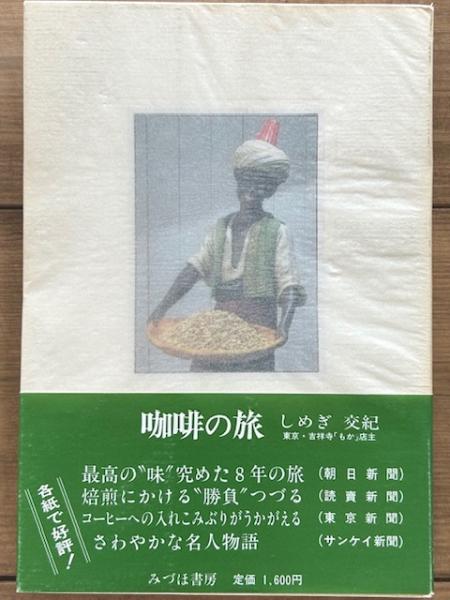 咖啡の旅 しめぎ 交紀
東京・吉祥寺「もか」店主
各紙で好評！
最高の〝味〟究めた８年の旅 (朝日新聞)
焙煎にかける〝勝負〟つづる (読賣新聞)
コーヒーへの入れこみぶりがうかがえる (東京新聞)
さわやかな名人物語 (サンケイ新聞)
みづほ書房 定価 1,600円